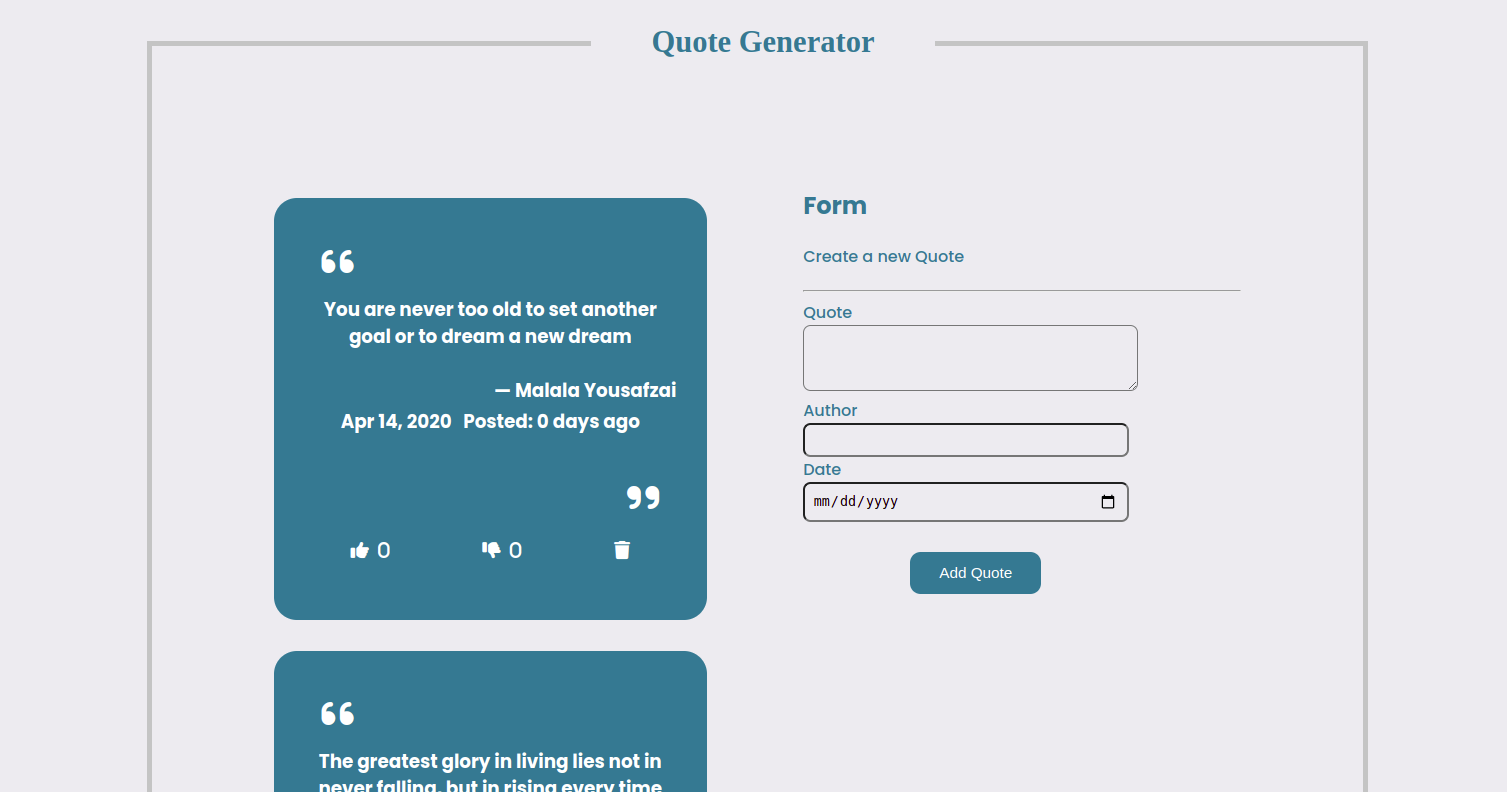 Quote Generator
“
You are never too old to set another
goal or to dream a new dream
— Malala Yousafzai
Apr 14, 2020 Posted: 0 days ago
”
0 0
“
The greatest glory in living lies not in
never falling, but in rising every time
Form
Create a new Quote
Quote
Author
Date
mm/dd/yyyy
Add Quote